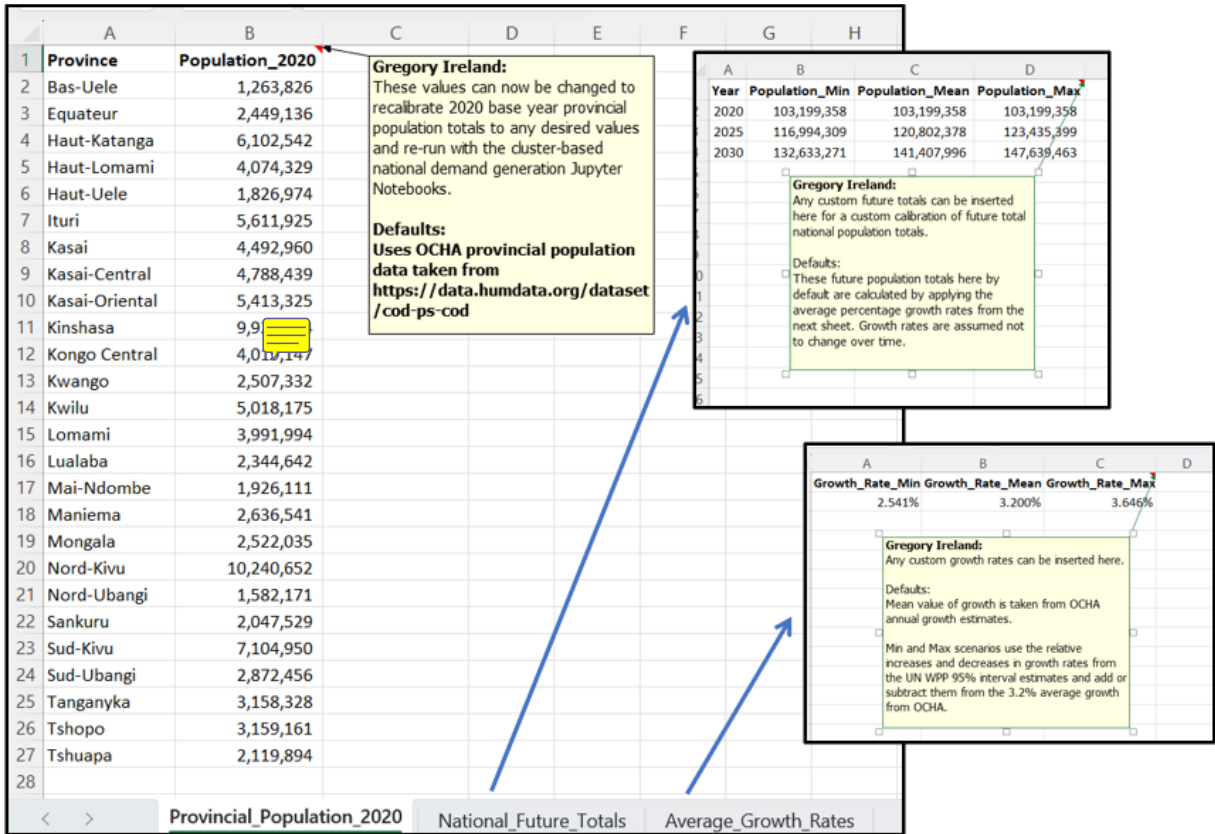 A B C D E F G H
1 Province Population_2020
2 Bas-Uele 1,263,826
3 Equateur 2,449,136
4 Haut-Katanga 6,102,542
5 Haut-Lomami 4,074,329
6 Haut-Uele 1,826,974
7 Ituri 5,611,925
8 Kasai 4,492,960
9 Kasai-Central 4,788,439
10 Kasai-Oriental 5,413,325
11 Kinshasa
12 Kongo Central
13 Kwango 2,507,332
14 Kwilu 5,018,175
15 Lomami 3,991,994
16 Lualaba 2,344,642
17 Mai-Ndombe 1,926,111
18 Maniema 2,636,541
19 Mongala 2,522,035
20 Nord-Kivu 10,240,652
21 Nord-Ubangi 1,582,171
22 Sankuru 2,047,529
23 Sud-Kivu 7,104,950
24 Sud-Ubangi 2,872,456
25 Tanganyka 3,158,328
26 Tshopo 3,159,161
27 Tshuapa 2,119,894
28
Gregory Ireland:
These values can now be changed to
recalibrate 2020 base year provincial
population totals to any desired values
and re-run with the cluster-based
national demand generation Jupyter
Notebooks.
Defaults:
Uses OCHA provincial population
data taken from
https://data.humdata.org/dataset
/cod-ps-cod
A B C D
Year Population_Min Population_Mean Population_Max
2020 103,199,358 103,199,358 103,199,358
2025 116,994,309 120,802,378 123,435,399
2030 132,633,271 141,407,996 147,639,463
Gregory Ireland:
Any custom future totals can be inserted
here for a custom calibration of future total
national population totals.
Defaults:
These future population totals here by
default are calculated by applying the
average percentage growth rates from the
next sheet. Growth rates are assumed not
to change over time.
A B C D
Growth_Rate_Min Growth_Rate_Mean Growth_Rate_Max
2.541% 3.200% 3.646%
Gregory Ireland:
Any custom growth rates can be inserted here.
Defaults:
Mean value of growth is taken from OCHA
annual growth estimates.
Min and Max scenarios use the relative
increases and decreases in growth rates from
the UN WPP 95% interval estimates and add or
subtract them from the 3.2% average growth
from OCHA.
Provincial_Population_2020 National_Future_Totals Average_Growth_Rates